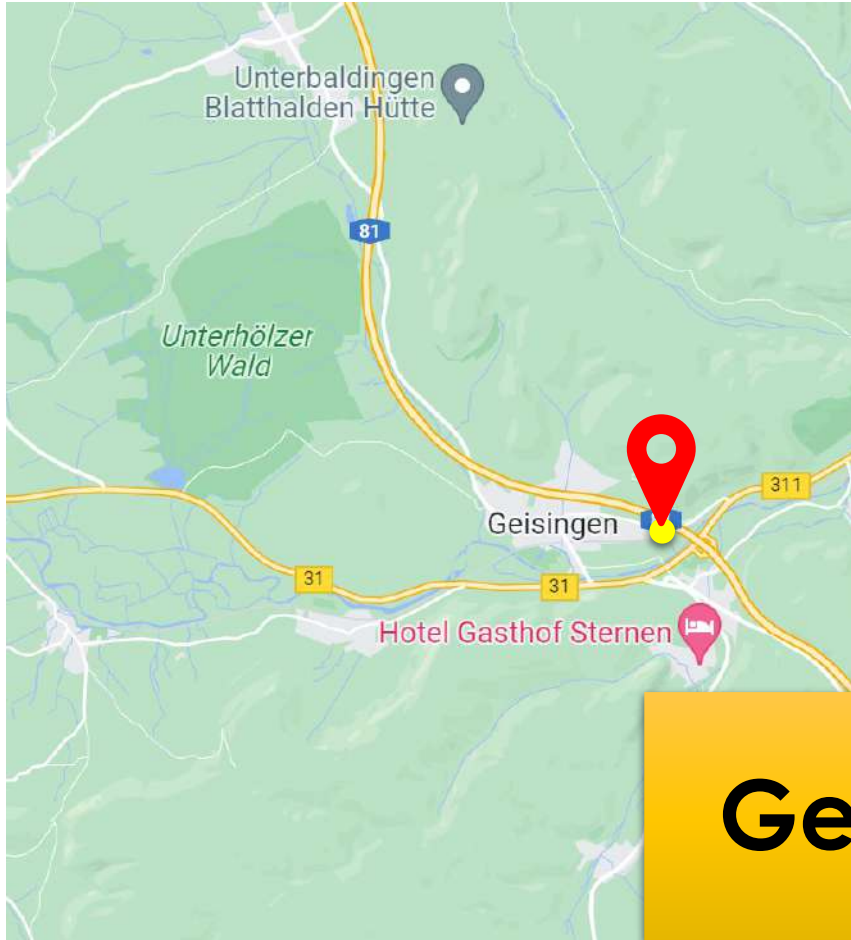 Unterbaldingen
Blatthalden Hütte
81
Unterhölzer
Wald
311
Geisingen
31
31
Hotel Gasthof Sternen
Ge